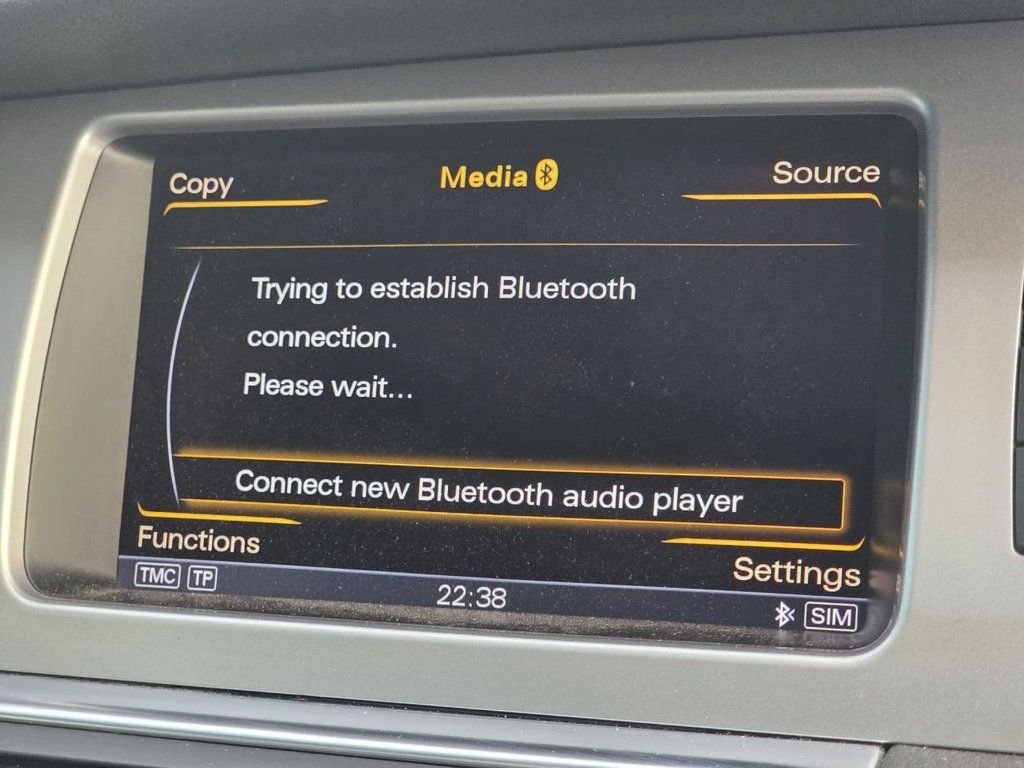 Copy
Media
Source
Trying to establish Bluetooth
connection.
Please wait...
Connect new Bluetooth audio player
Functions
Settings
TMC TP
22:38
SIM